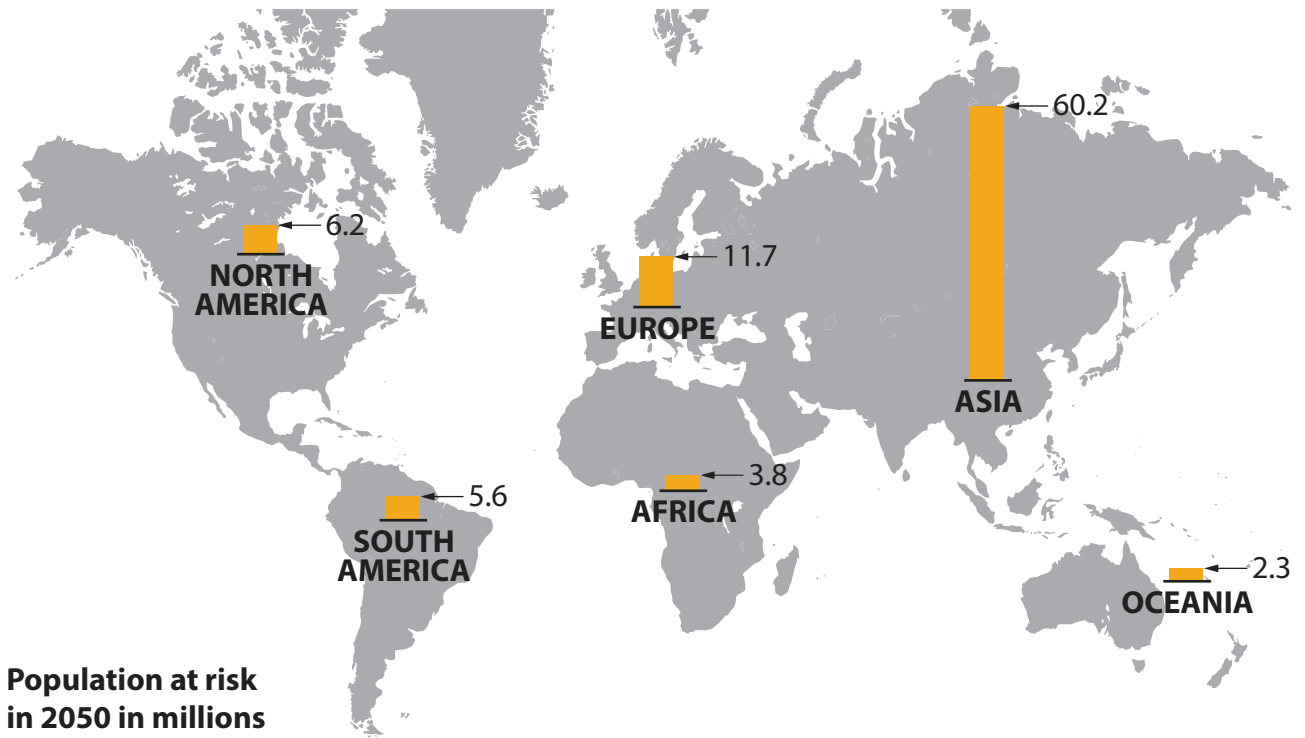 60.2
6.2
NORTH
AMERICA
11.7
EUROPE
ASIA
3.8
AFRICA
5.6
SOUTH
AMERICA
2.3
OCEANIA
Population at risk
in 2050 in millions